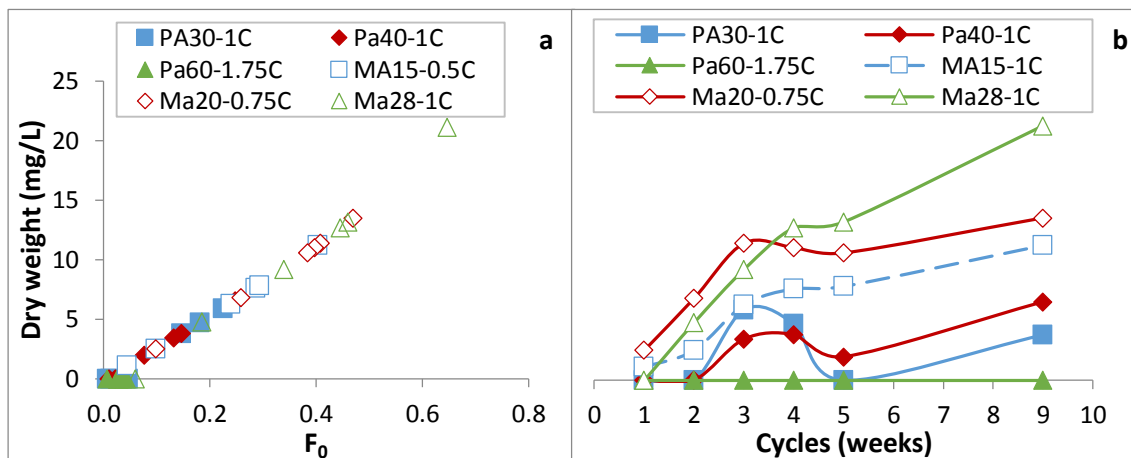 PA30-1C Pa40-1C a
Pa60-1.75C MA15-0.5C
Ma20-0.75C Ma28-1C
25
20
15
10
5
0
0.0 0.2 0.4 0.6 0.8
F0
Dry weight (mg/L)
PA30-1C Pa40-1C b
Pa60-1.75C MA15-1C
Ma20-0.75C Ma28-1C
0 1 2 3 4 5 6 7 8 9 10
Cycles (weeks)